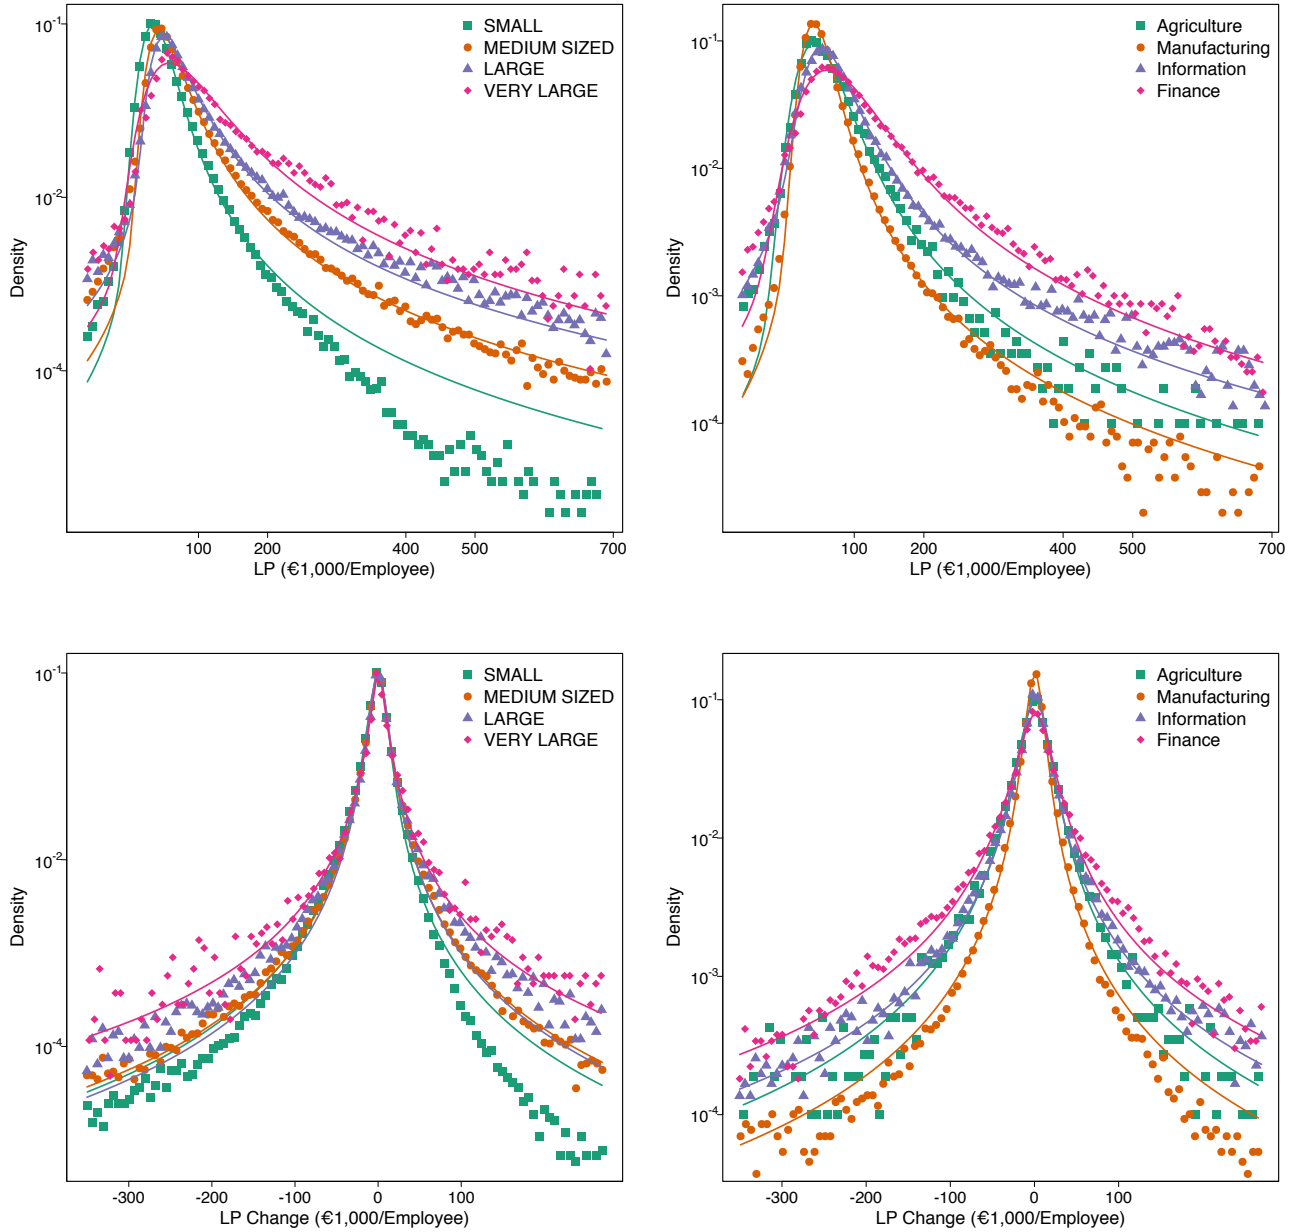 10-1
10-2
10-4
Density
SMALL
MEDIUM SIZED
LARGE
VERY LARGE
100 200 400 500 700
LP (€1,000/Employee)
10-1
10-2
10-3
10-4
Density
Agriculture
Manufacturing
Information
Finance
100 200 400 500 700
LP (€1,000/Employee)
10-1
10-2
10-4
Density
SMALL
MEDIUM SIZED
LARGE
VERY LARGE
-300 -100 0 100
LP Change (€1,000/Employee)
10-1
10-2
10-3
10-4
Density
Agriculture
Manufacturing
Information
Finance
-300 -100 0 100
LP Change (€1,000/Employee)